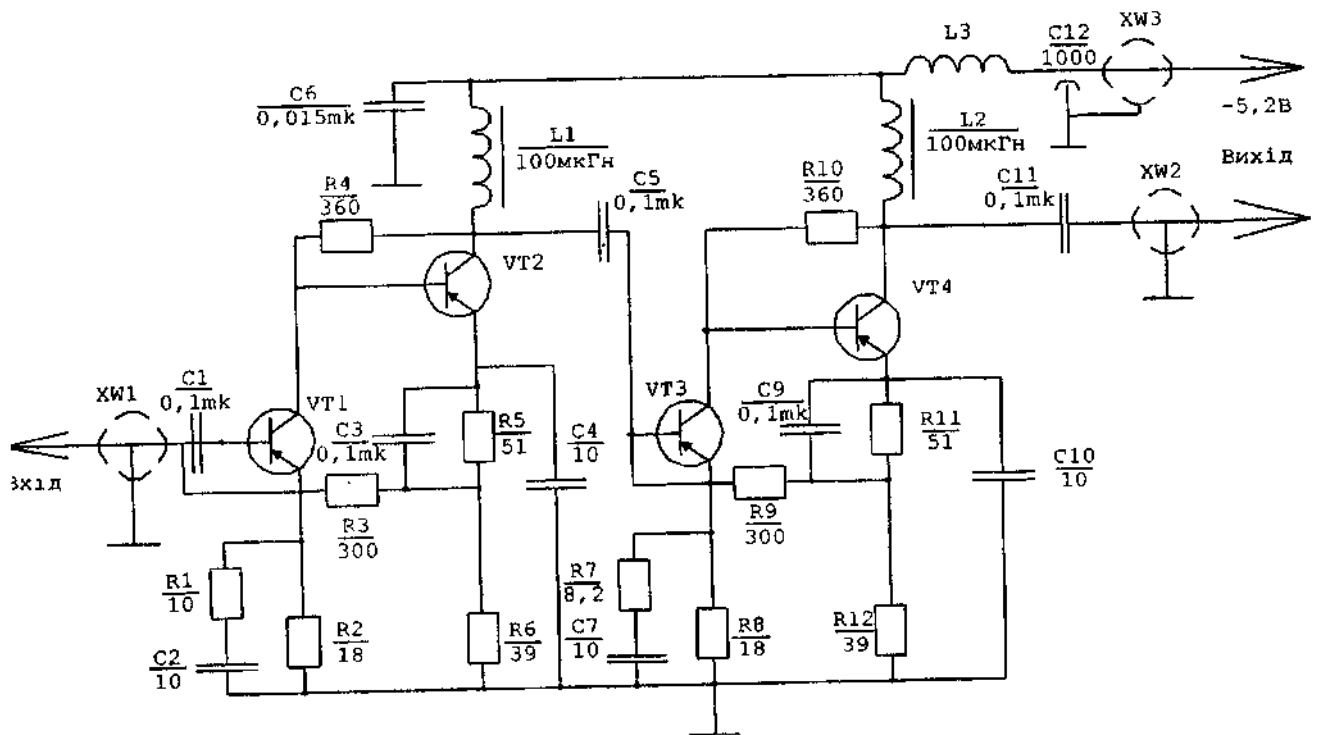 L3
C12
1000
XW3
-5,2В
C6
0,015mk
L1
100мкГн
L2
100мкГн
Вихід
R4
360
C5
0,1mk
R10
360
C11
0,1mk
XW2
VT2
VT4
XW1
C1
0,1mk
VT1
C3
0,1mk
R5
51
C4
10
VT3
C9
0,1mk
R11
51
C10
10
Вхід
R3
300
R9
300
R1
10
R2
18
C2
10
R6
39
R7
8,2
C7
10
R8
18
R12
39